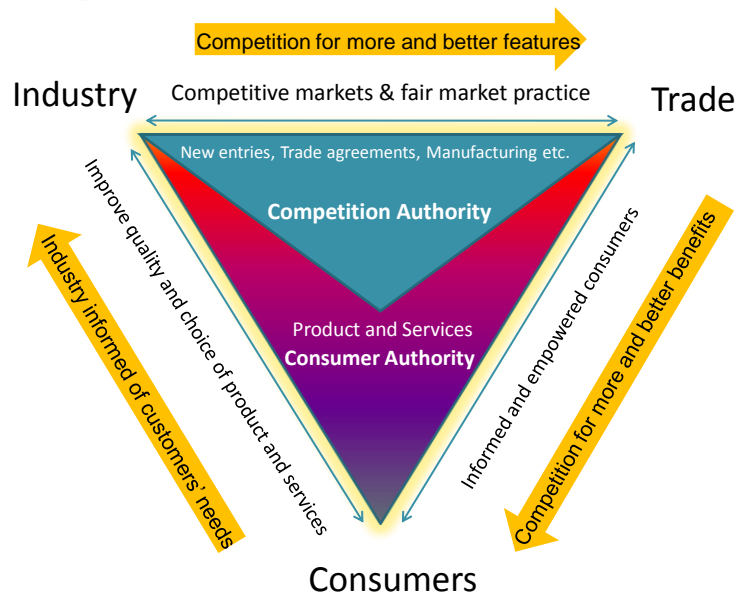 Competition for more and better features
Industry
Competitive markets & fair market practice
Trade
New entries, Trade agreements, Manufacturing etc.
Competition Authority
Improve quality and choice of product and services
Informed and empowered consumers
Industry informed of customers’ needs
Competition for more and better benefits
Product and Services
Consumer Authority
Consumers